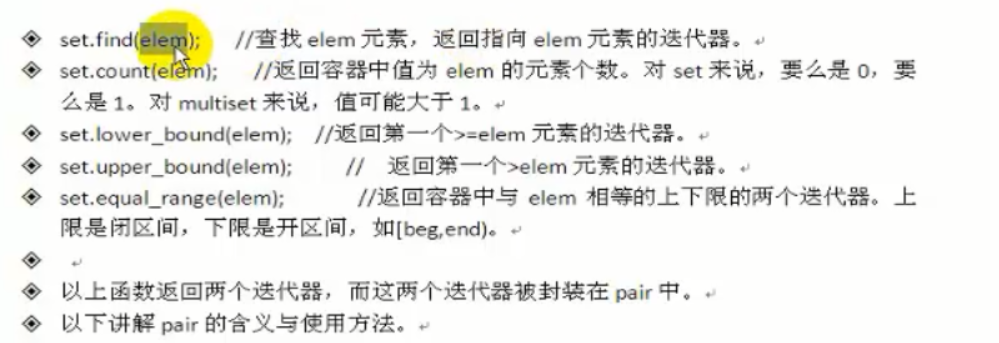 ◈ set.find(elem); //查找 elem 元素，返回指向 elem 元素的迭代器。↵
◈ set.count(elem); //返回容器中值为 elem 的元素个数。对 set 来说，要么是 0，要
么是 1。对 multiset 来说，值可能大于 1。↵
◈ set.lower_bound(elem); //返回第一个>=elem 元素的迭代器。↵
◈ set.upper_bound(elem); // 返回第一个>elem 元素的迭代器。↵
◈ set.equal_range(elem); //返回容器中与 elem 相等的上下限的两个迭代器。上
限是闭区间，下限是开区间，如[beg,end)。↵
◈ ↵
◈ 以上函数返回两个迭代器，而这两个迭代器被封装在 pair 中。↵
◈ 以下讲解 pair 的含义与使用方法。↵